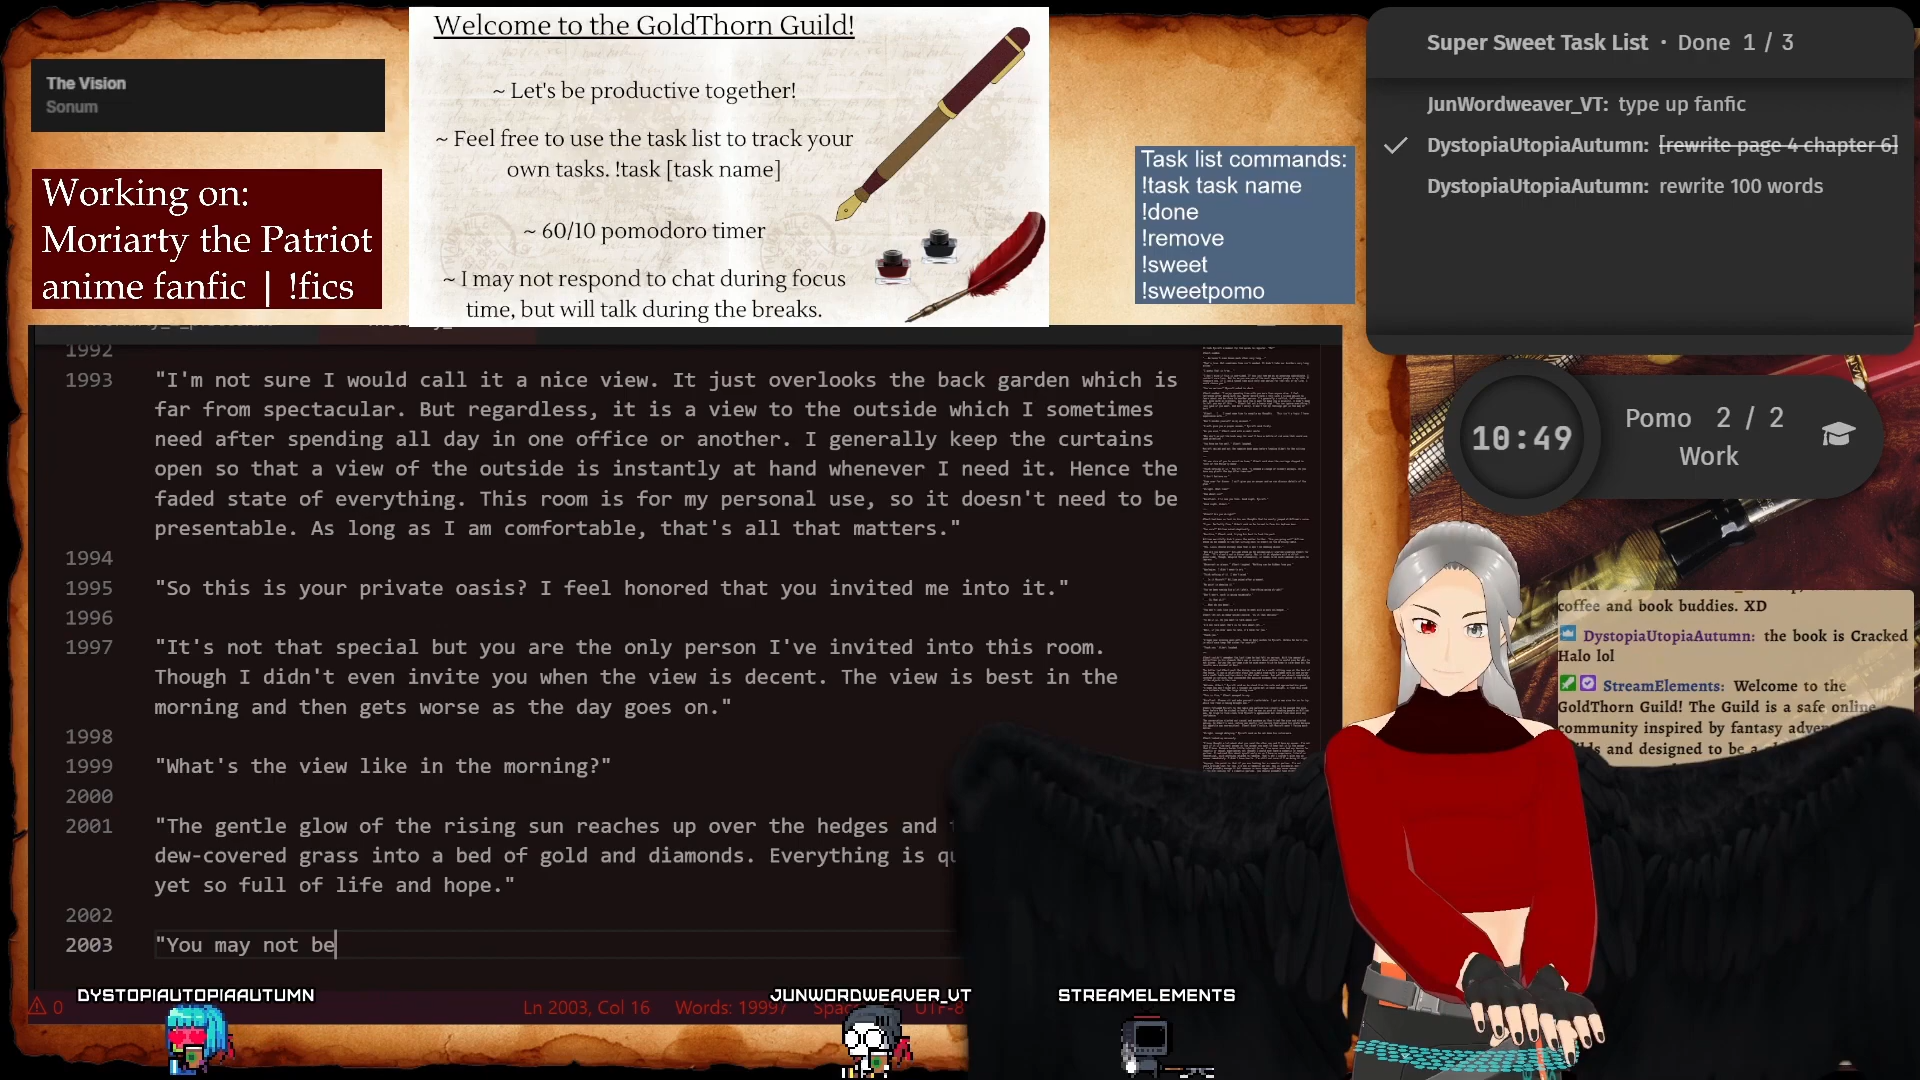 The Vision
Sonum
Working on:
Moriarty the Patriot
anime fanfic | !fics
Welcome to the GoldThorn Guild!
~ Let's be productive together!
~ Feel free to use the task list to track your
own tasks. !task [task name]
~ 60/10 pomodoro timer
~ I may not respond to chat during focus
time, but will talk during the breaks.
Task list commands:
!task task name
!done
!remove
!sweet
!sweetpomo
Super Sweet Task List • Done 1 / 3
JunWordweaver_VT: type up fanfic
DystopiaUtopiaAutumn: [rewrite page 4 chapter 6]
DystopiaUtopiaAutumn: rewrite 100 words
10:49
Pomo 2 / 2
Work
1992
1993 "I'm not sure I would call it a nice view. It just overlooks the back garden which is
far from spectacular. But regardless, it is a view to the outside which I sometimes
need after spending all day in one office or another. I generally keep the curtains
open so that a view of the outside is instantly at hand whenever I need it. Hence the
faded state of everything. This room is for my personal use, so it doesn't need to be
presentable. As long as I am comfortable, that's all that matters."
1994
1995 "So this is your private oasis? I feel honored that you invited me into it."
1996
1997 "It's not that special but you are the only person I've invited into this room.
Though I didn't even invite you when the view is decent. The view is best in the
morning and then gets worse as the day goes on."
1998
1999 "What's the view like in the morning?"
2000
2001 "The gentle glow of the rising sun reaches up over the hedges and
dew-covered grass into a bed of gold and diamonds. Everything is
yet so full of life and hope."
2002
2003 "You may not be
coffee and book buddies. XD
DystopiaUtopiaAutumn: the book is Cracked
Halo lol
StreamElements: Welcome to the
GoldThorn Guild! The Guild is a safe online
community inspired by fantasy
and designed to be a
0
Ln 2003, Col 16 Words: 19997 UTF-8
DYSTOPIAUTOPIAAUTUMN
JUNWORDWEAVER_VT
STREAMELEMENTS